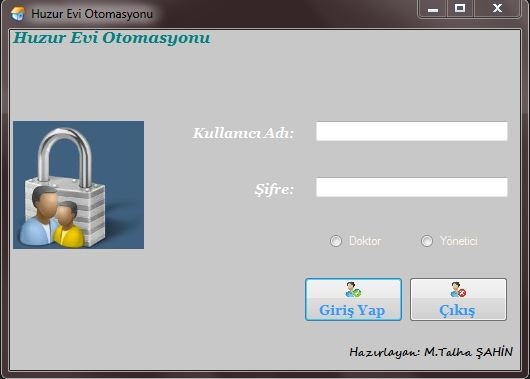 Huzur Evi Otomasyonu
Huzur Evi Otomasyonu
Kullanıcı Adı:
Şifre:
Doktor
Yönetici
Giriş Yap
Çıkış
Hazırlayan: M.Talha ŞAHİN